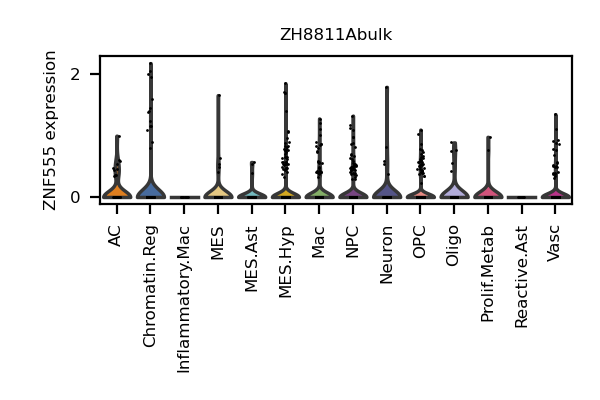 ZH8811Abulk
ZNF555 expression
2
0
AC
Chromatin.Reg
Inflammatory.Mac
MES
MES.Ast
MES.Hyp
Mac
NPC
Neuron
OPC
Oligo
Prolif.Metab
Reactive.Ast
Vasc